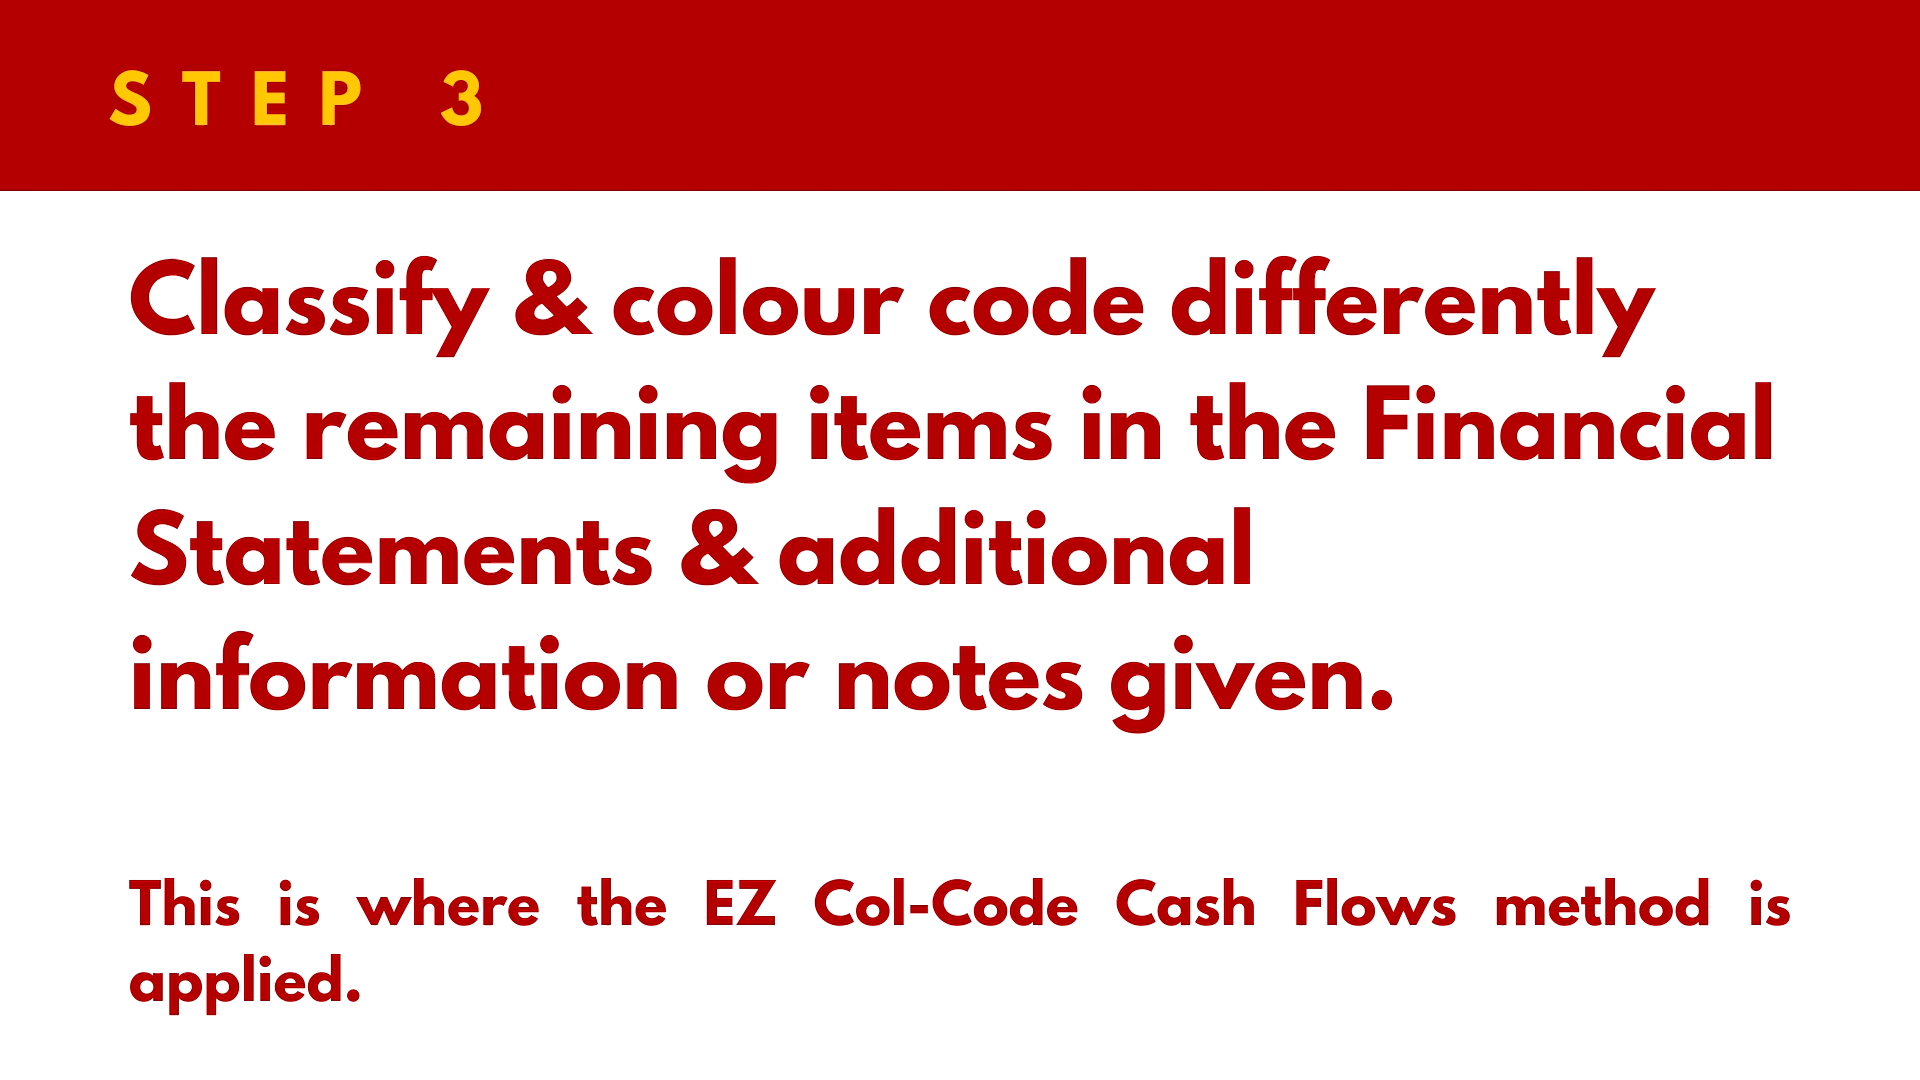 STEP 3
Classify & colour code differently
the remaining items in the Financial
Statements & additional
information or notes given.
This is where the EZ Col-Code Cash Flows method is
applied.